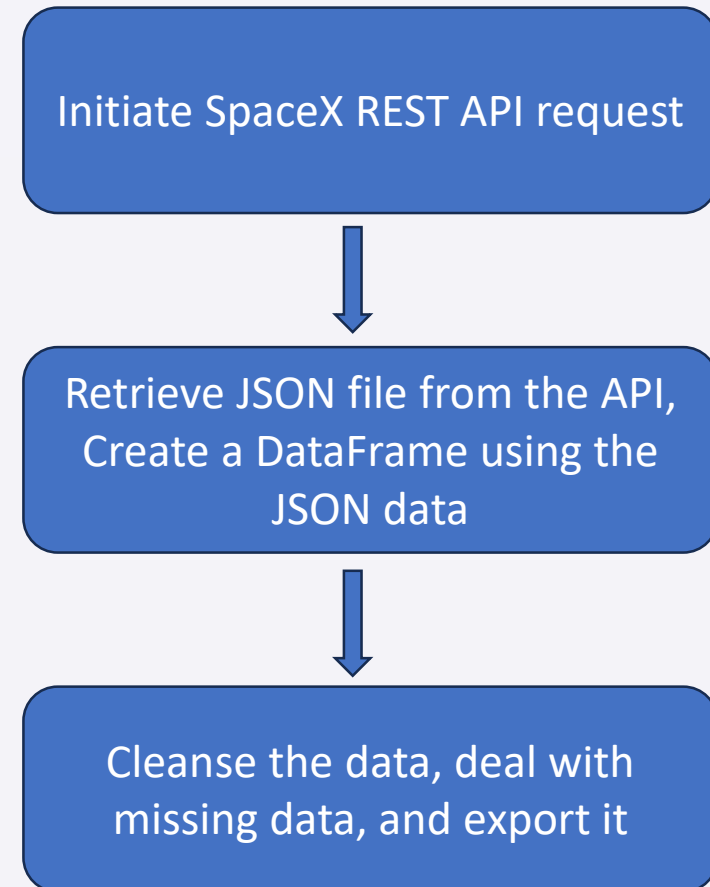 Initiate SpaceX REST API request
Retrieve JSON file from the API,
Create a DataFrame using the
JSON data
Cleanse the data, deal with
missing data, and export it